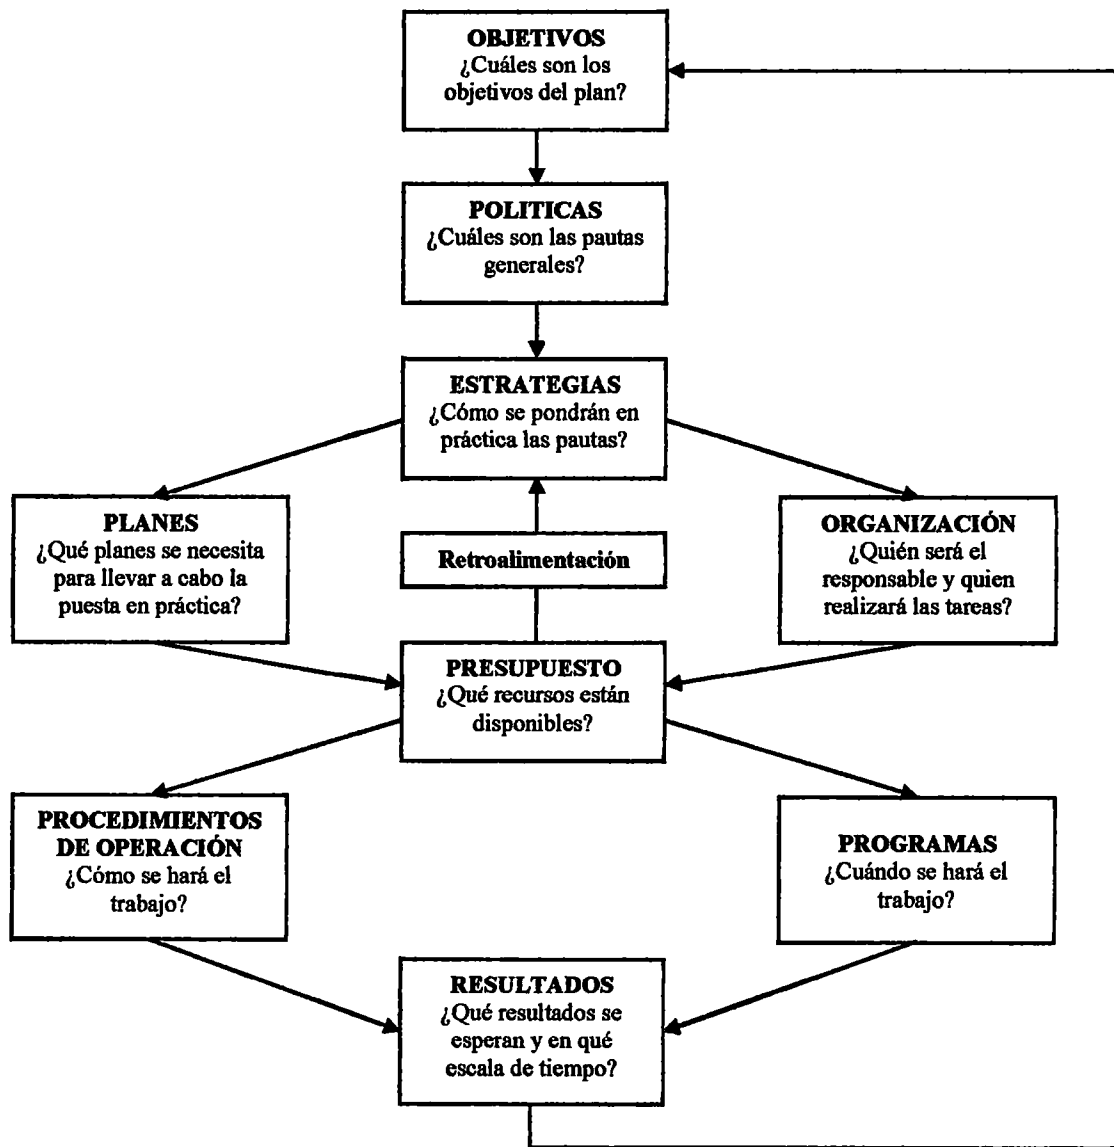 OBJETIVOS
¿Cuáles son los
objetivos del plan?
POLITICAS
¿Cuáles son las pautas
generales?
ESTRATEGIAS
¿Cómo se pondrán en
práctica las pautas?
PLANES
¿Qué planes se necesita
para llevar a cabo la
puesta en práctica?
Retroalimentación
ORGANIZACIÓN
¿Quién será el
responsable y quien
realizará las tareas?
PRESUPUESTO
¿Qué recursos están
disponibles?
PROCEDIMIENTOS
DE OPERACIÓN
¿Cómo se hará el
trabajo?
PROGRAMAS
¿Cuándo se hará el
trabajo?
RESULTADOS
¿Qué resultados se
esperan y en qué
escala de tiempo?